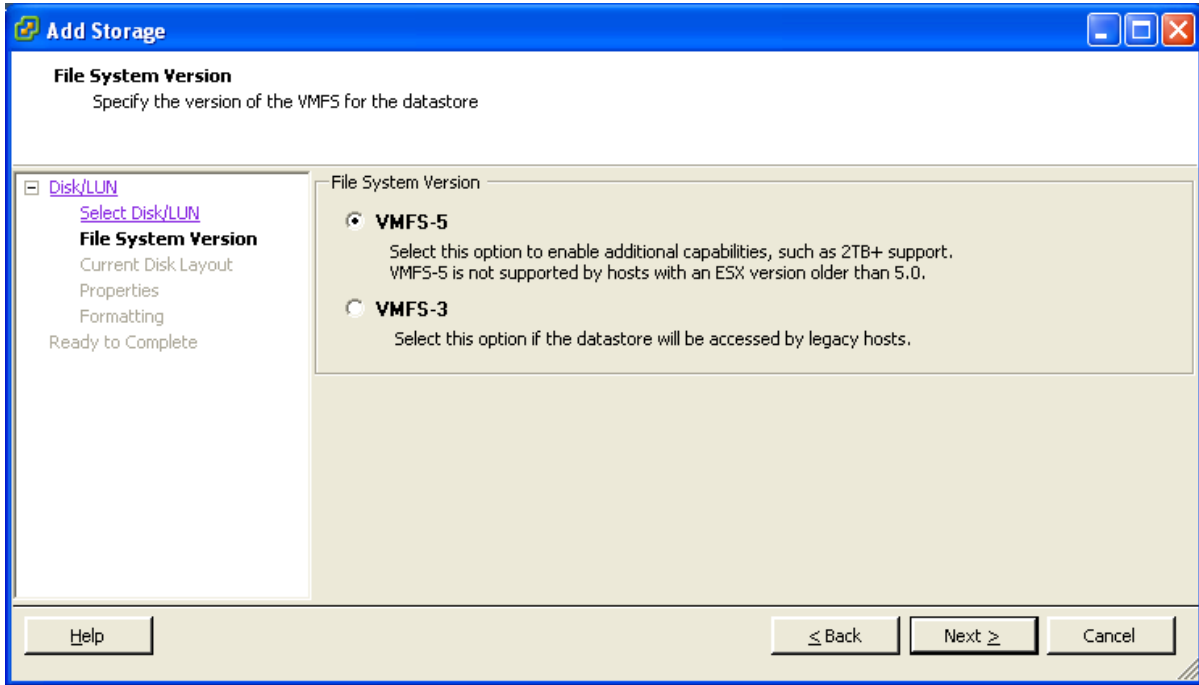 Add Storage
File System Version
Specify the version of the VMFS for the datastore
Disk/LUN
Select Disk/LUN
File System Version
Current Disk Layout
Properties
Formatting
Ready to Complete
File System Version
VMFS-5
Select this option to enable additional capabilities, such as 2TB+ support.
VMFS-5 is not supported by hosts with an ESX version older than 5.0.
VMFS-3
Select this option if the datastore will be accessed by legacy hosts.
Help
< Back
Next >
Cancel